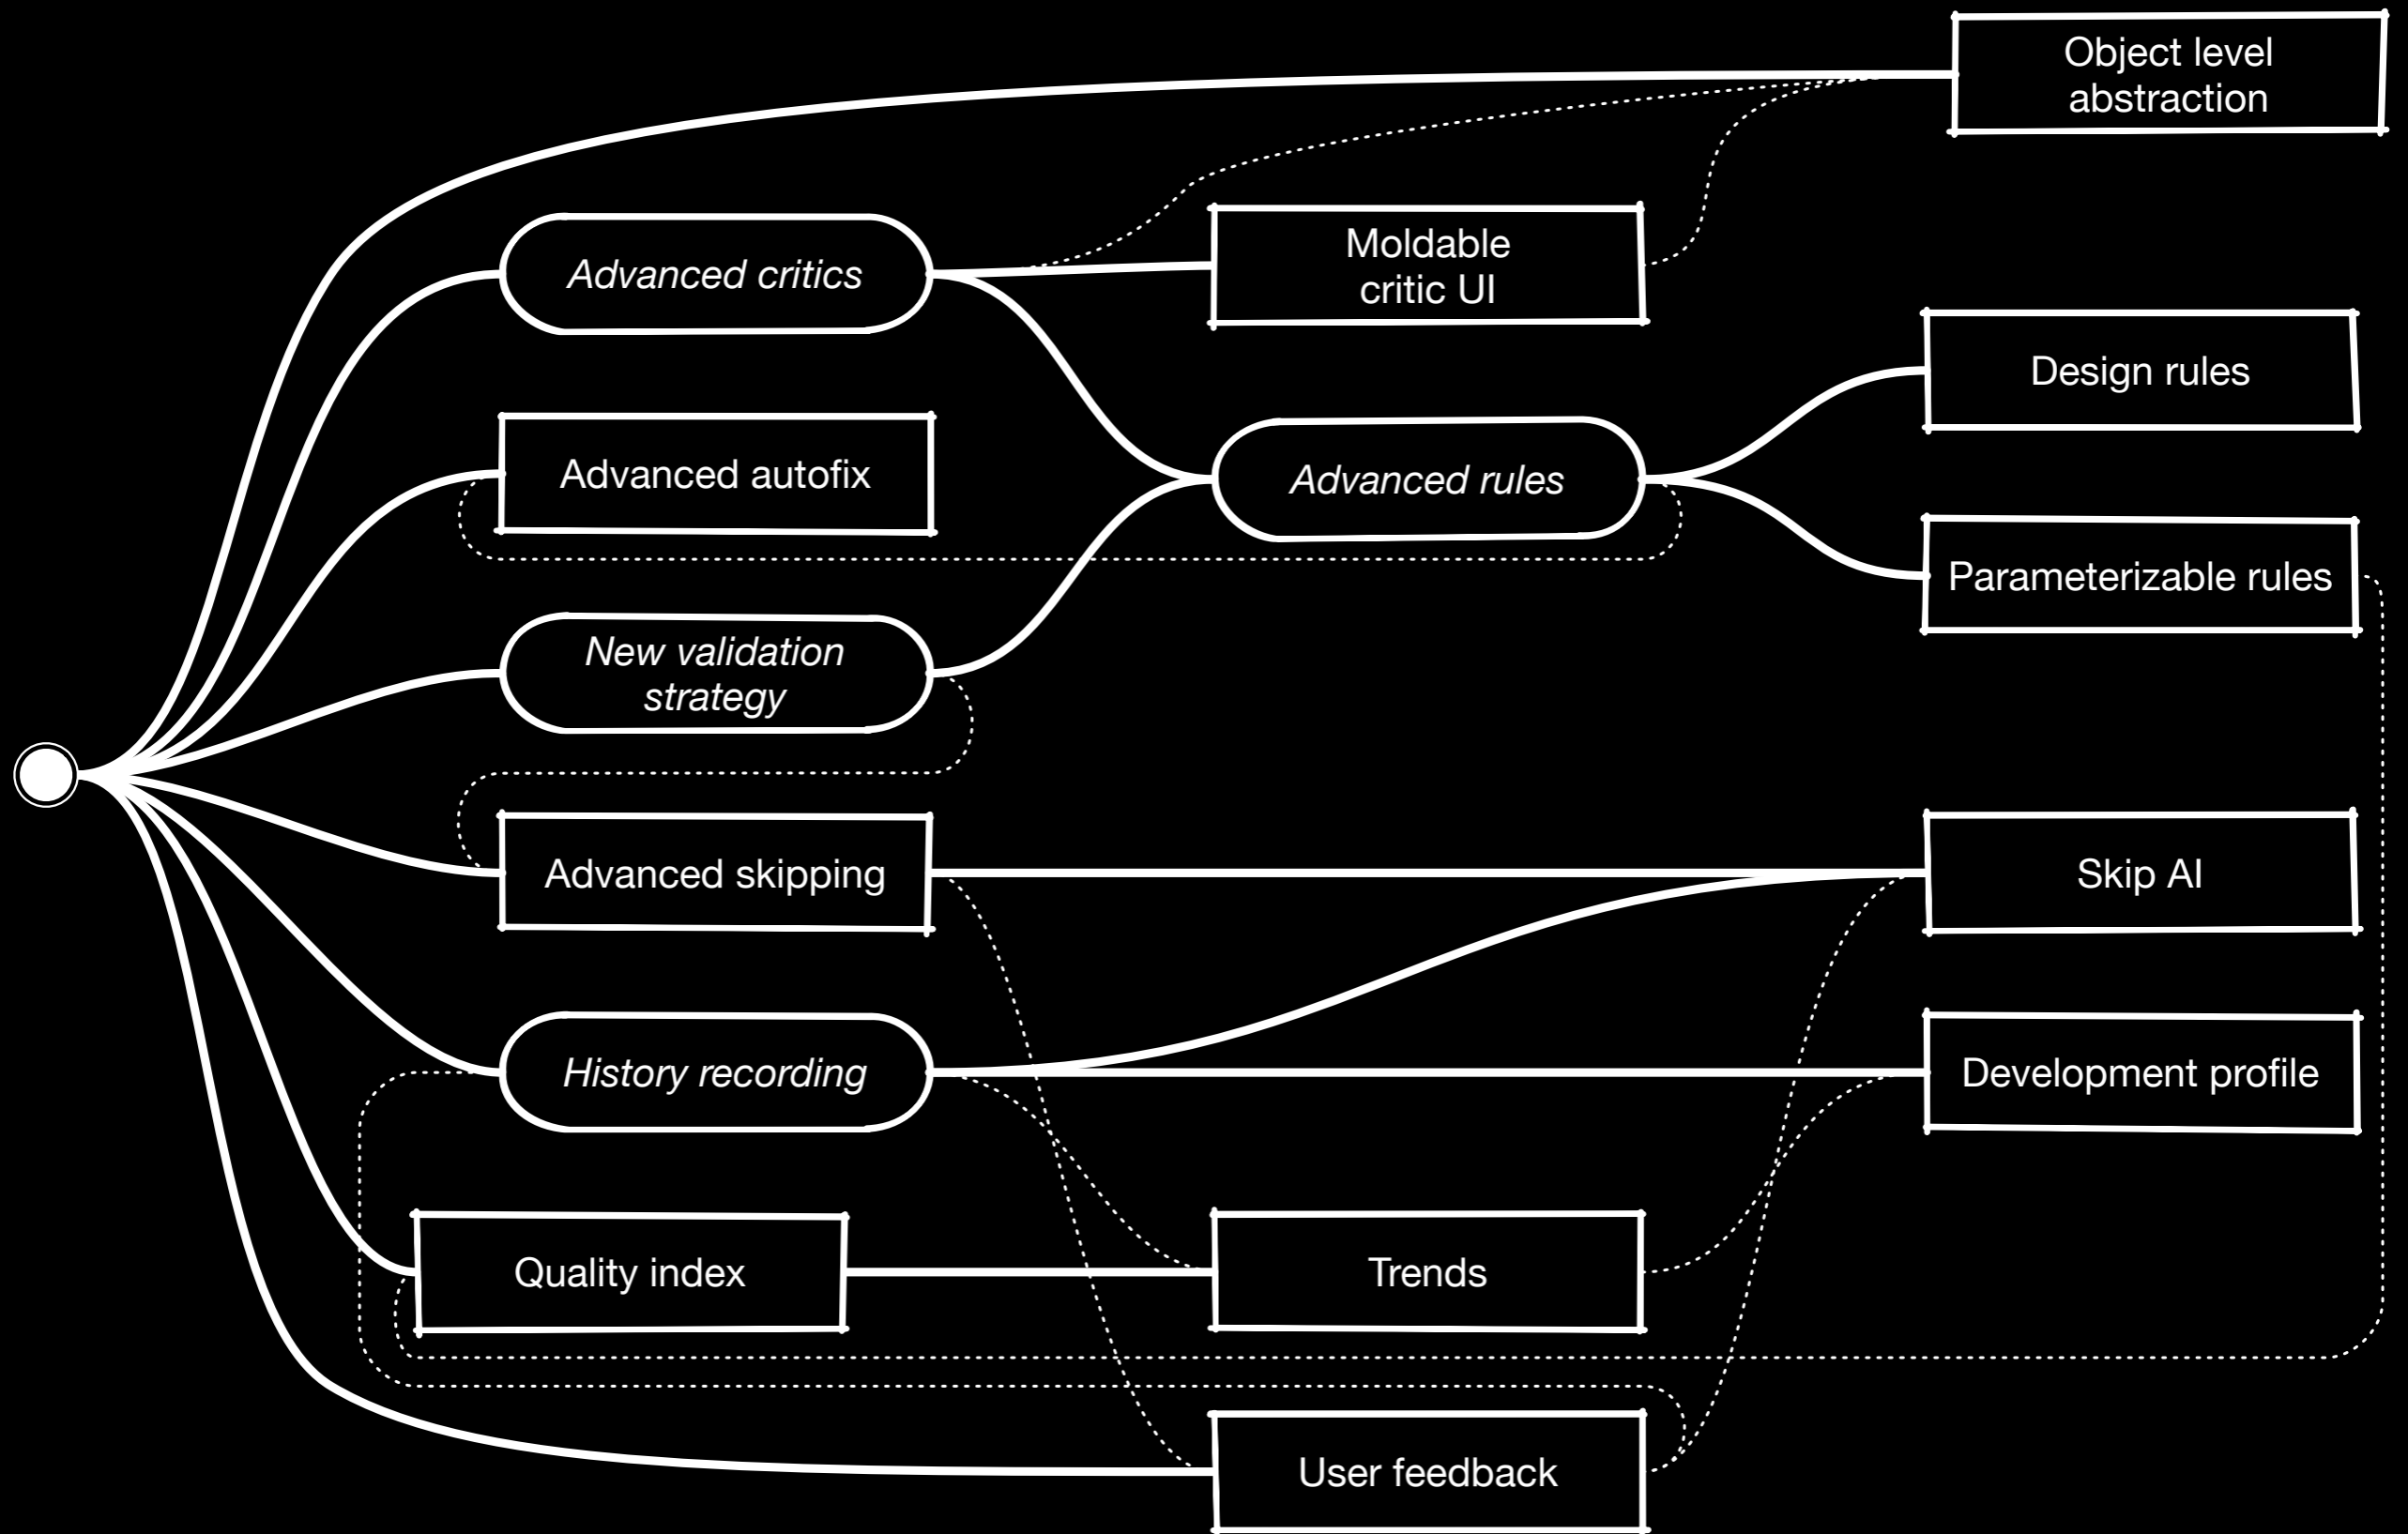 Object level
abstraction
Advanced critics
Moldable
critic UI
Design rules
Advanced autofix
Advanced rules
Parameterizable rules
New validation
strategy
Advanced skipping
Skip AI
History recording
Development profile
Quality index
Trends
User feedback